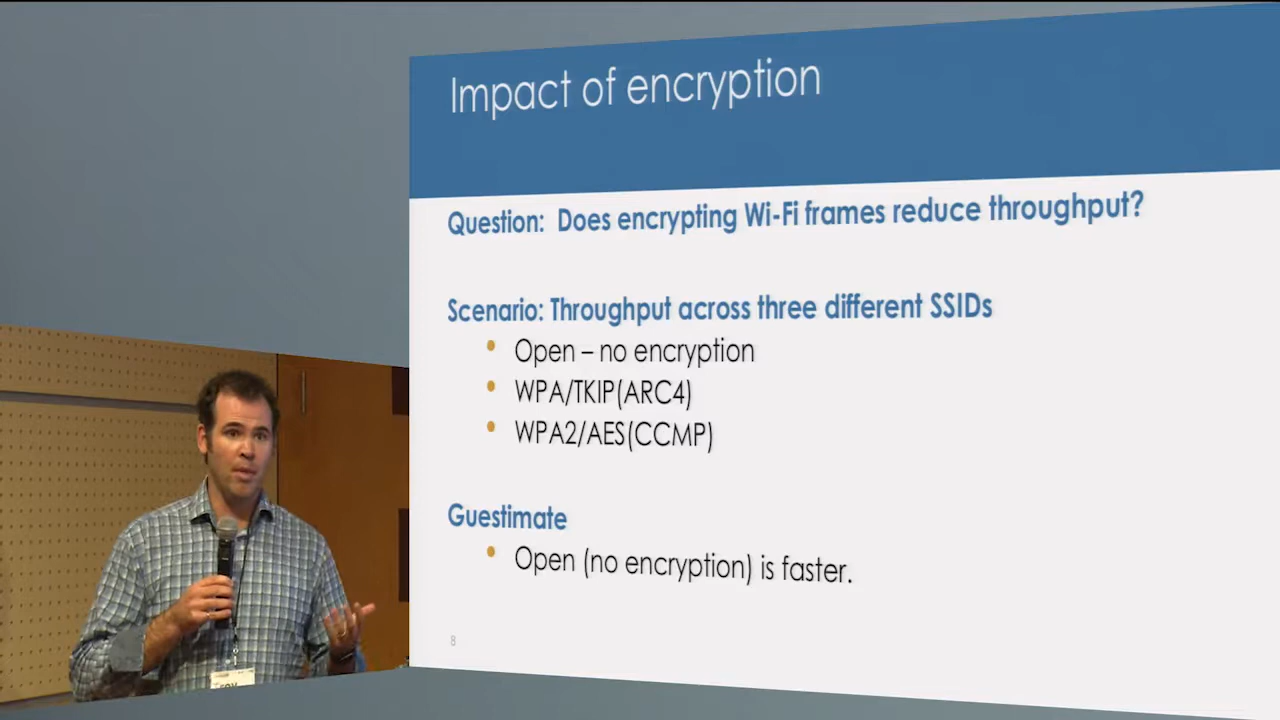 Impact of encryption
Question: Does encrypting Wi-Fi frames reduce throughput?
Scenario: Throughput across three different SSIDs
Open – no encryption
WPA/TKIP(ARC4)
WPA2/AES(CCMP)
Guestimate
Open (no encryption) is faster.
8